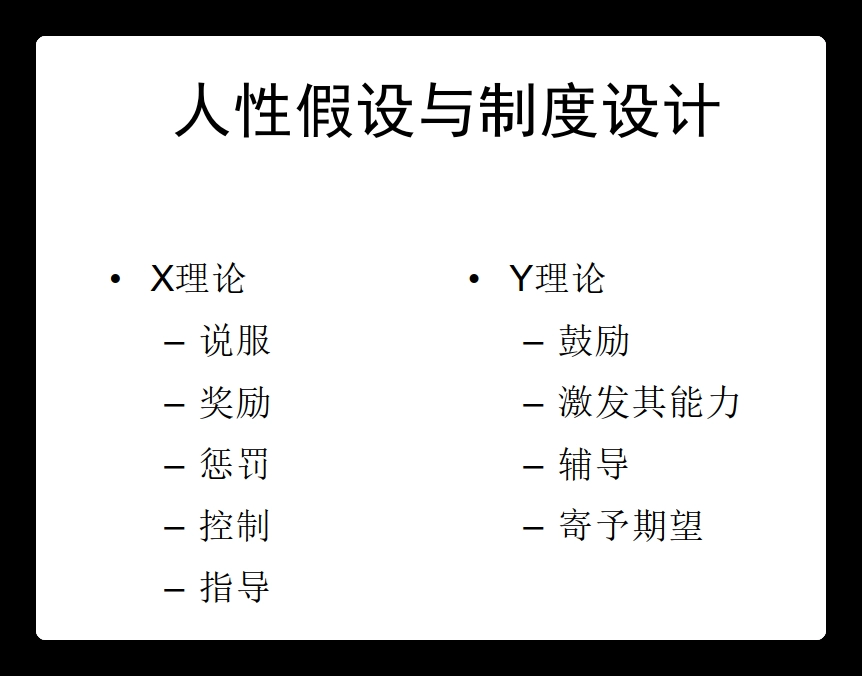 人性假设与制度设计
• X理论
– 说服
– 奖励
– 惩罚
– 控制
– 指导
• Y理论
– 鼓励
– 激发其能力
– 辅导
– 寄予期望